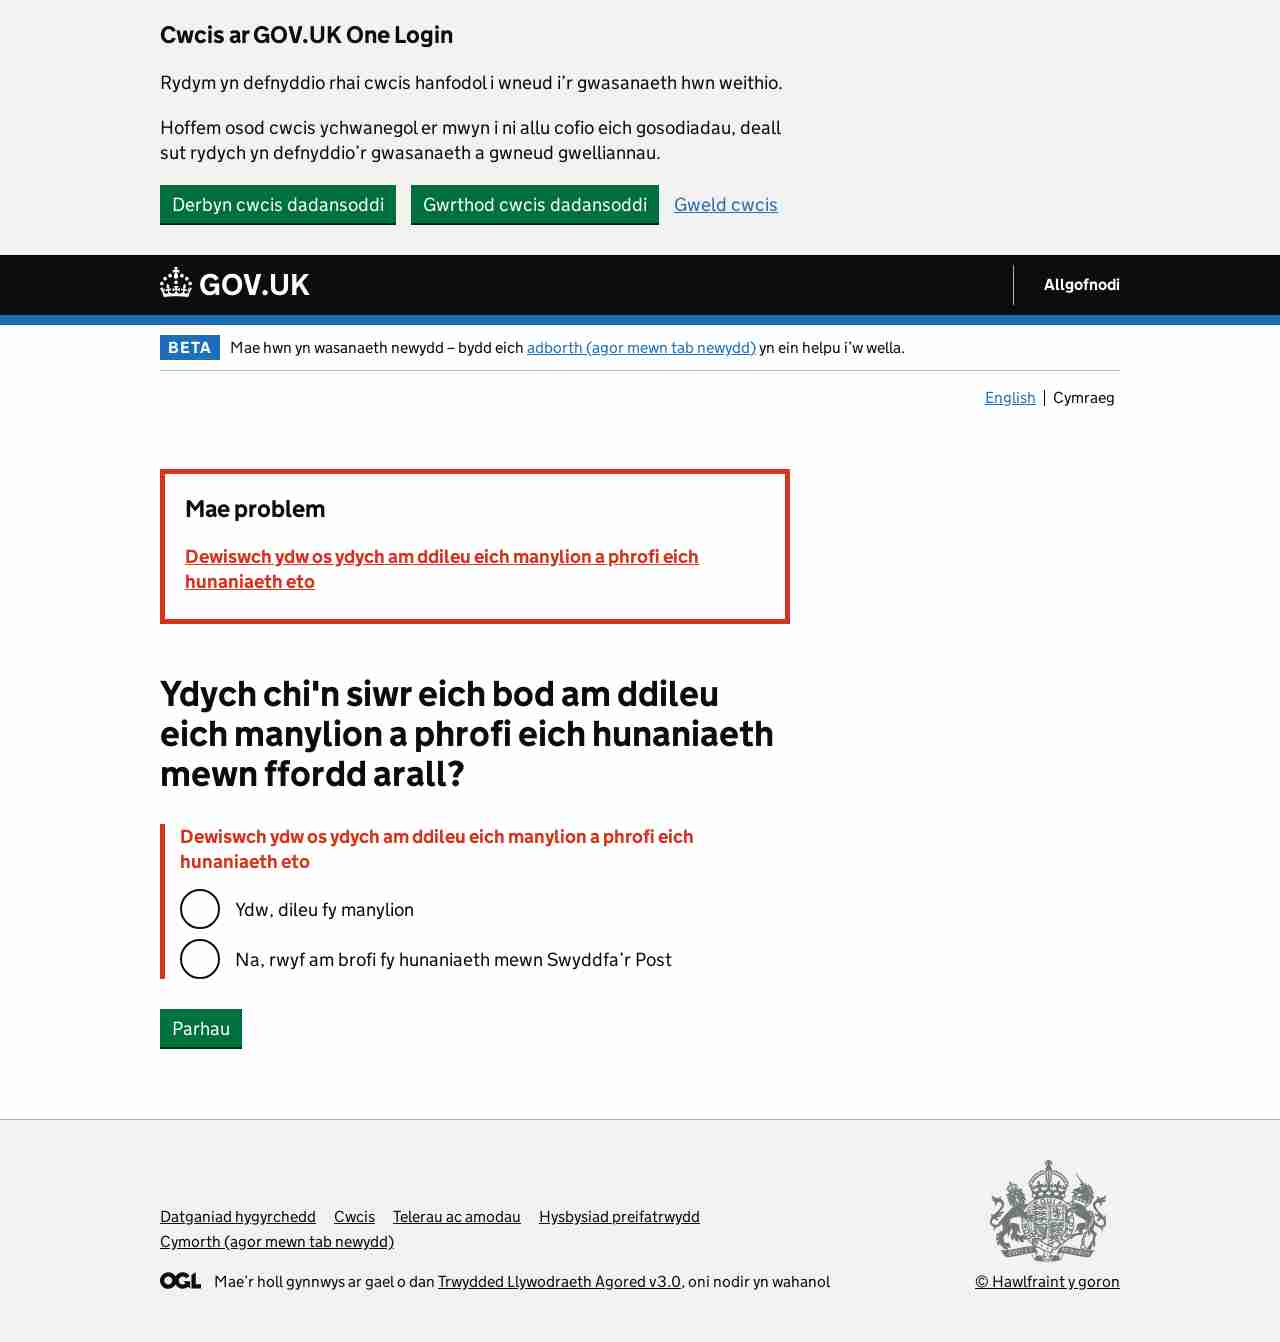 Cwcis ar GOV.UK One Login
Rydym yn defnyddio rhai cwcis hanfodol i wneud i’r gwasanaeth hwn weithio.
Hoffem osod cwcis ychwanegol er mwyn i ni allu cofio eich gosodiadau, deall
sut rydych yn defnyddio’r gwasanaeth a gwneud gwelliannau.
Derbyn cwcis dadansoddi Gwrthod cwcis dadansoddi Gweld cwcis
GOV.UK Allgofnodi
BETA Mae hwn yn wasanaeth newydd – bydd eich adborth (agor mewn tab newydd) yn ein helpu i’w wella.
English Cymraeg
Mae problem
Dewiswch ydw os ydych am ddileu eich manylion a phrofi eich
hunaniaeth eto
Ydych chi'n siwr eich bod am ddileu
eich manylion a phrofi eich hunaniaeth
mewn ffordd arall?
Dewiswch ydw os ydych am ddileu eich manylion a phrofi eich
hunaniaeth eto
Ydw, dileu fy manylion
Na, rwyf am brofi fy hunaniaeth mewn Swyddfa’r Post
Parhau
Datganiad hygyrchedd Cwcis Telerau ac amodau Hysbysiad preifatrwydd
Cymorth (agor mewn tab newydd)
OGL Mae’r holl gynnwys ar gael o dan Trwydded Llywodraeth Agored v3.0, oni nodir yn wahanol
© Hawlfraint y goron